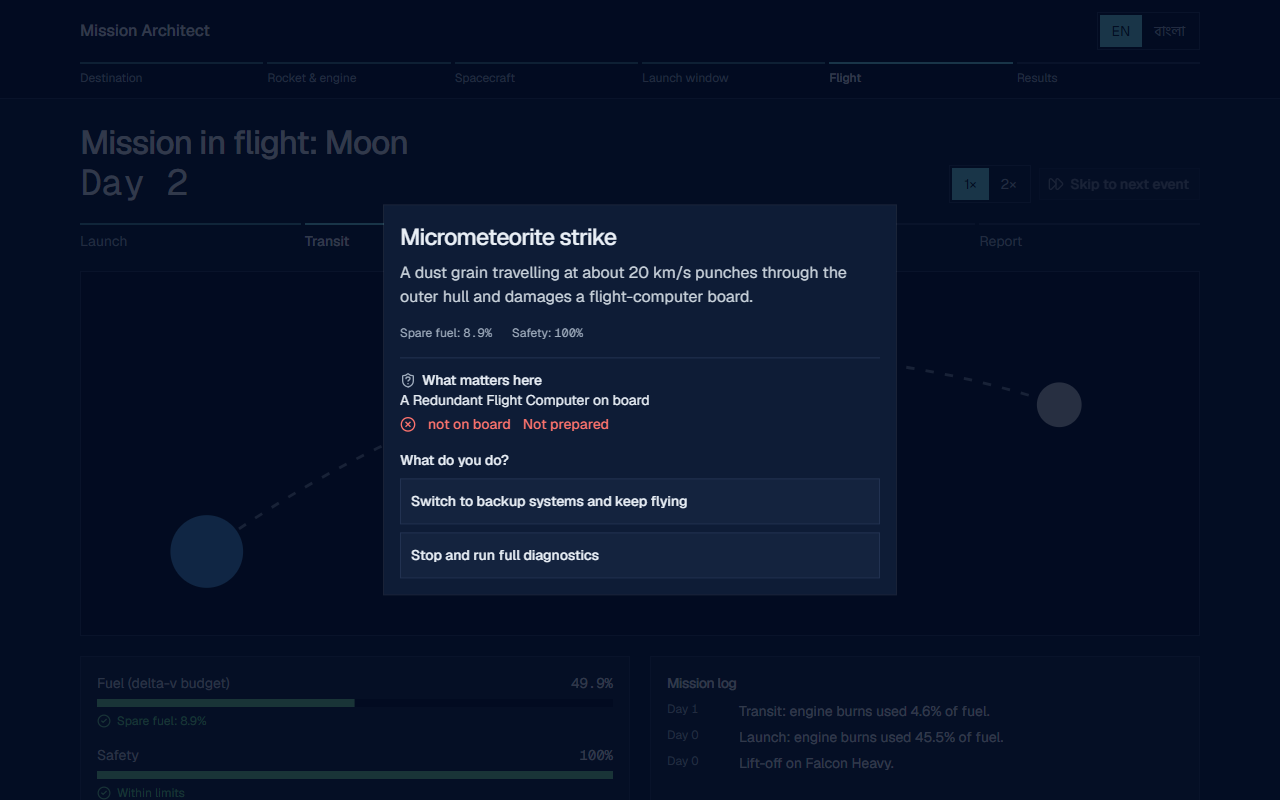 Mission Architect
EN
বাংলা
Destination
Rocket & engine
Spacecraft
Launch window
Flight
Results
Mission in flight: Moon
Day 2
1×
2×
Skip to next event
Launch
Transit
Report
Micrometeorite strike
A dust grain travelling at about 20 km/s punches through the
outer hull and damages a flight-computer board.
Spare fuel: 8.9%
Safety: 100%
What matters here
A Redundant Flight Computer on board
not on board
Not prepared
What do you do?
Switch to backup systems and keep flying
Stop and run full diagnostics
Fuel (delta-v budget)
49.9%
Spare fuel: 8.9%
Safety
100%
Within limits
Mission log
Day 1
Transit: engine burns used 4.6% of fuel.
Day 0
Launch: engine burns used 45.5% of fuel.
Day 0
Lift-off on Falcon Heavy.